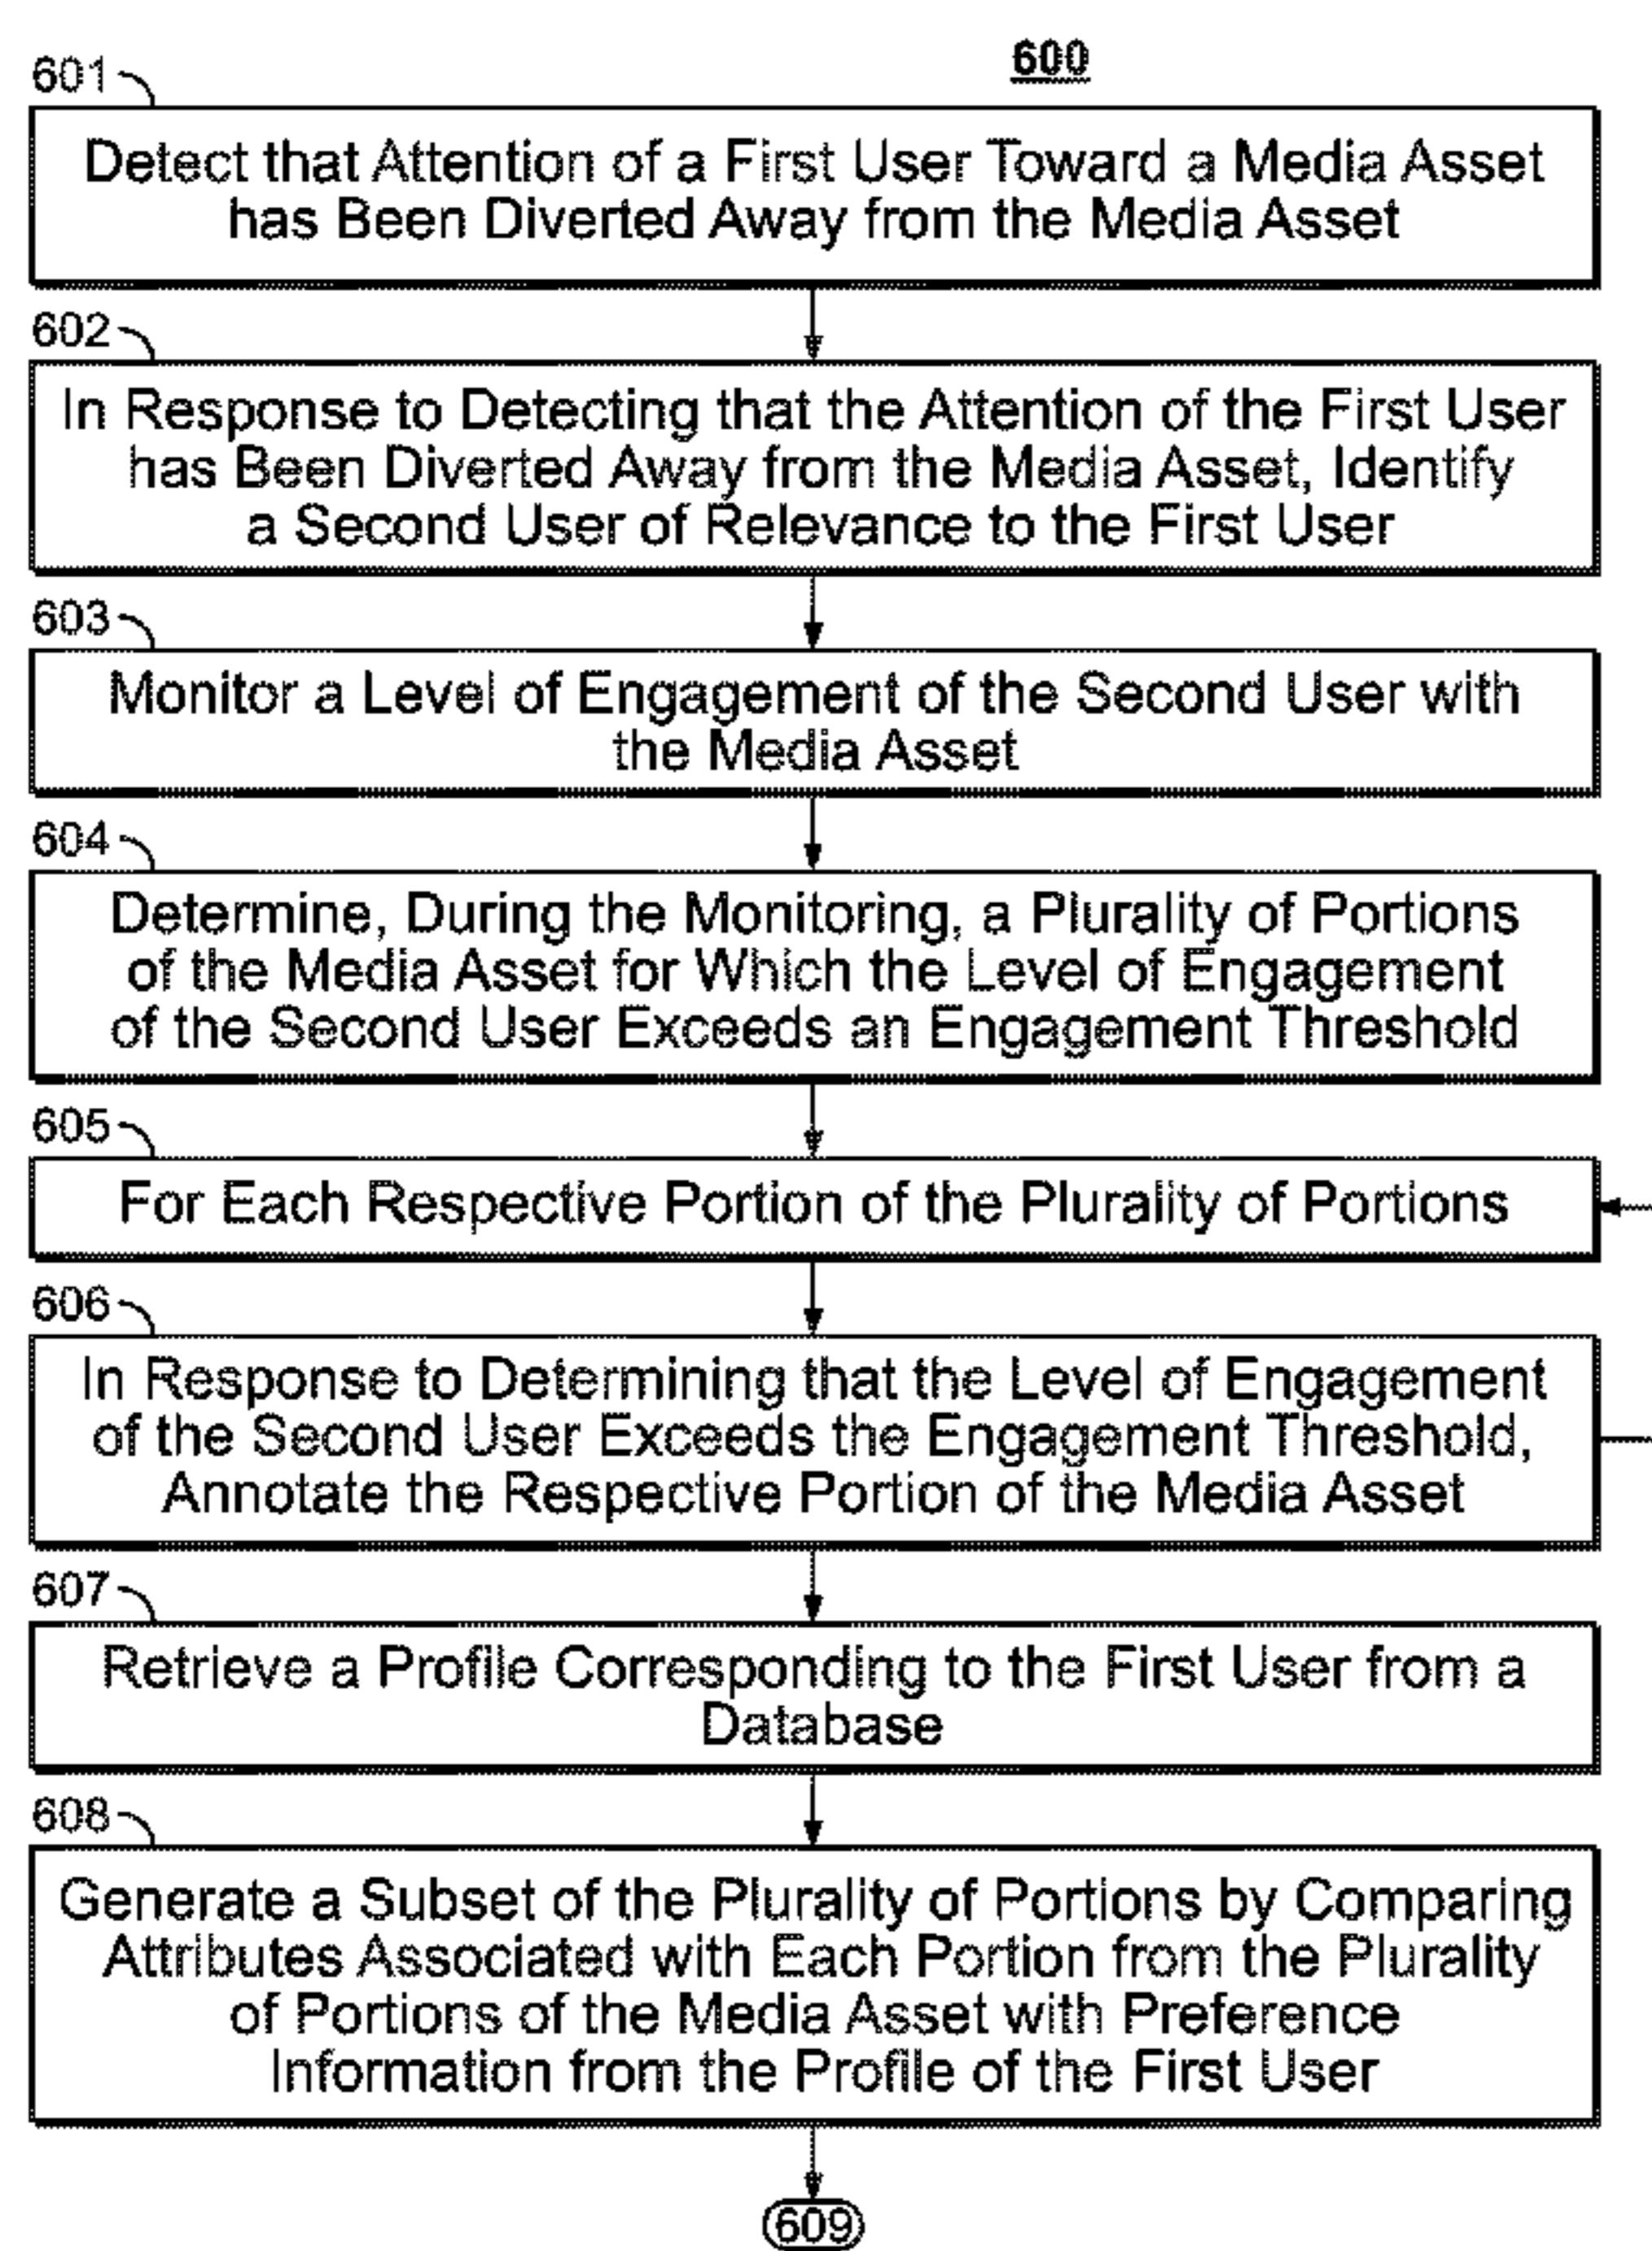 600
601
Detect that Attention of a First User Toward a Media Asset
has Been Diverted Away from the Media Asset
602
In Response to Detecting that the Attention of the First User
has Been Diverted Away from the Media Asset, Identify
a Second User of Relevance to the First User
603
Monitor a Level of Engagement of the Second User with
the Media Asset
604
Determine, During the Monitoring, a Plurality of Portions
of the Media Asset for Which the Level of Engagement
of the Second User Exceeds an Engagement Threshold
605
For Each Respective Portion of the Plurality of Portions
606
In Response to Determining that the Level of Engagement
of the Second User Exceeds the Engagement Threshold,
Annotate the Respective Portion of the Media Asset
607
Retrieve a Profile Corresponding to the First User from a
Database
608
Generate a Subset of the Plurality of Portions by Comparing
Attributes Associated with Each Portion from the Plurality
of Portions of the Media Asset with Preference
Information from the Profile of the First User
609